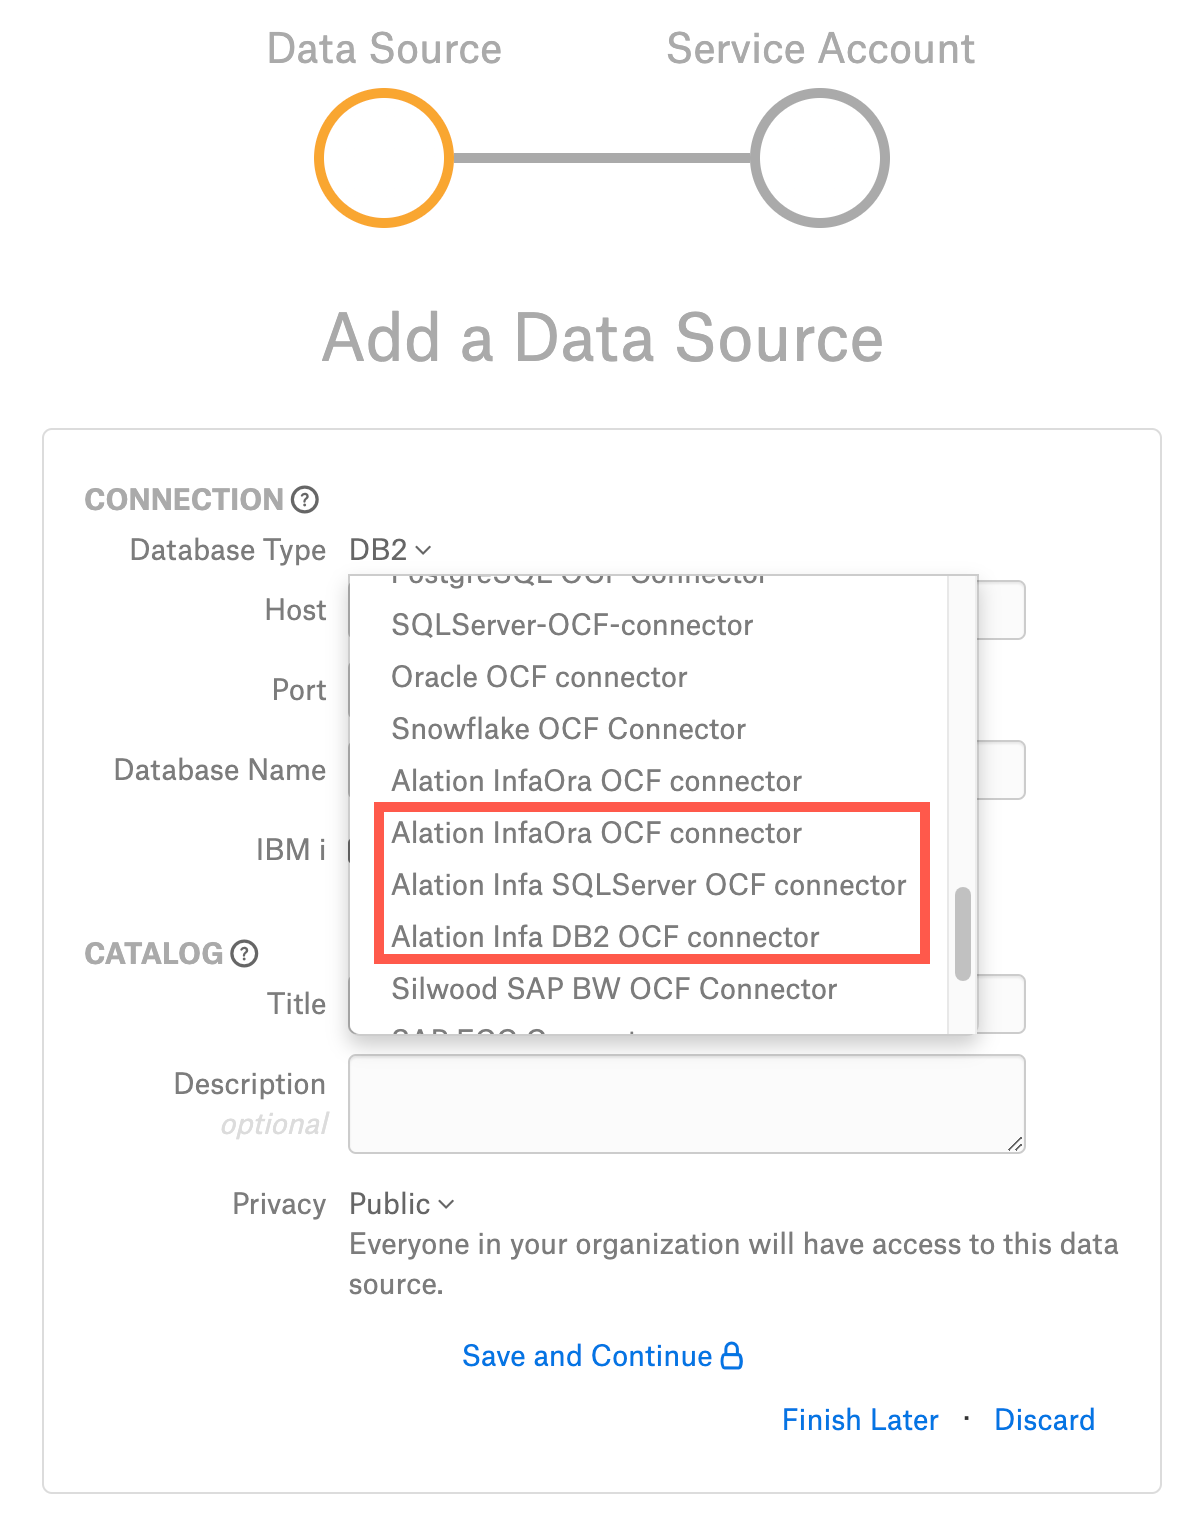 Data Source
Service Account
Add a Data Source
CONNECTION ?
Database Type DB2
PostgreSQL OCF Connector
Host
SQLServer-OCF-connector
Oracle OCF connector
Port
Snowflake OCF Connector
Database Name
Alation InfaOra OCF connector
Alation InfaOra OCF connector
IBM i
Alation Infa SQLServer OCF connector
Alation Infa DB2 OCF connector
CATALOG ?
Silwood SAP BW OCF Connector
Title
Description
optional
Privacy Public
Everyone in your organization will have access to this data
source.
Save and Continue
Finish Later · Discard